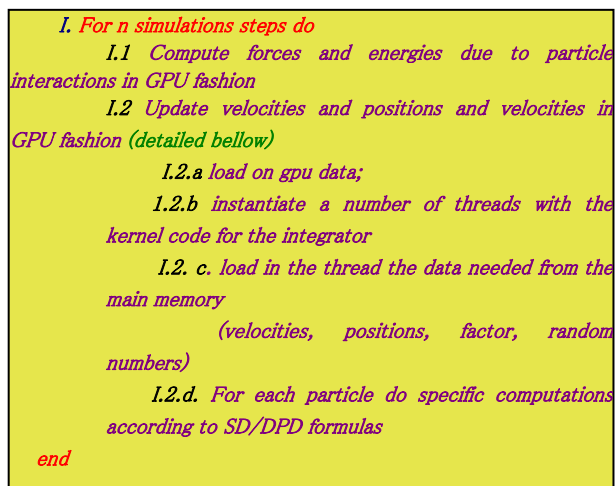 I. For n simulations steps do
I.1 Compute forces and energies due to particle
interactions in GPU fashion
I.2 Update velocities and positions and velocities in
GPU fashion (detailed bellow)
I.2.a load on gpu data;
1.2.b instantiate a number of threads with the
kernel code for the integrator
I.2. c. load in the thread the data needed from the
main memory
(velocities, positions, factor, random
numbers)
I.2.d. For each particle do specific computations
according to SD/DPD formulas
end